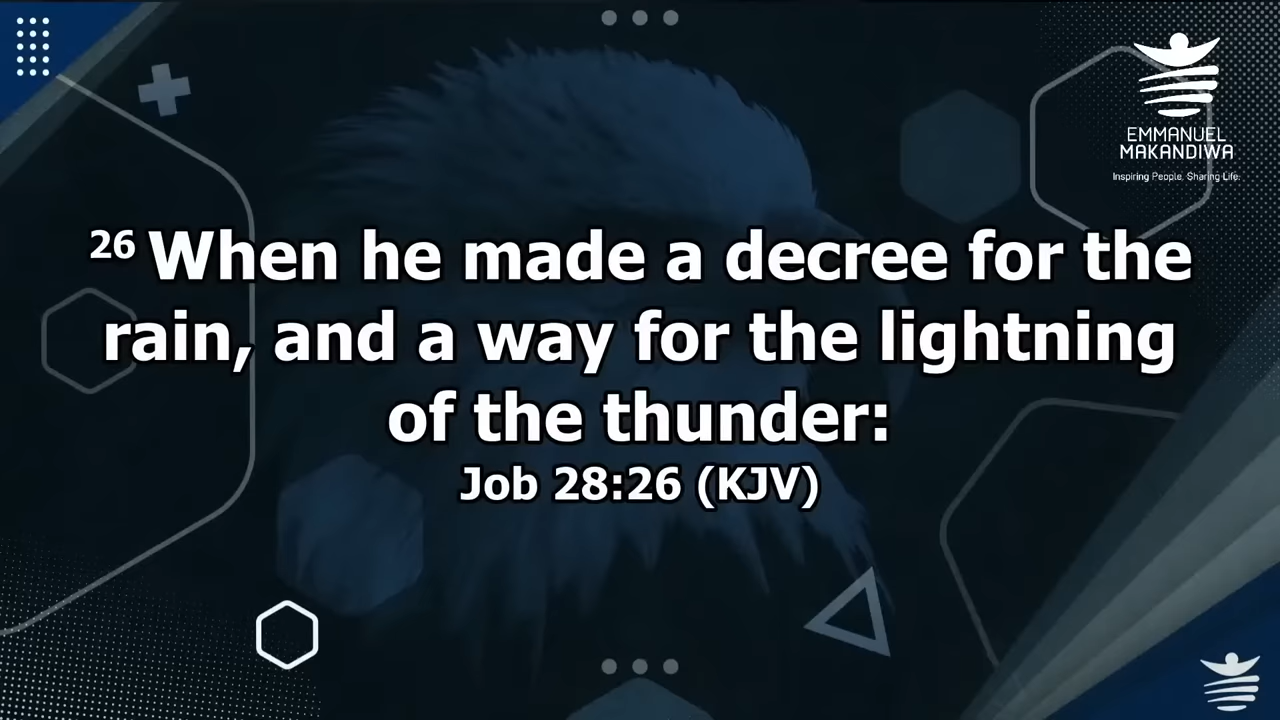 EMMANUEL
MAKANDIWA
Inspiring People. Sharing Life.
26 When he made a decree for the
rain, and a way for the lightning
of the thunder:
Job 28:26 (KJV)